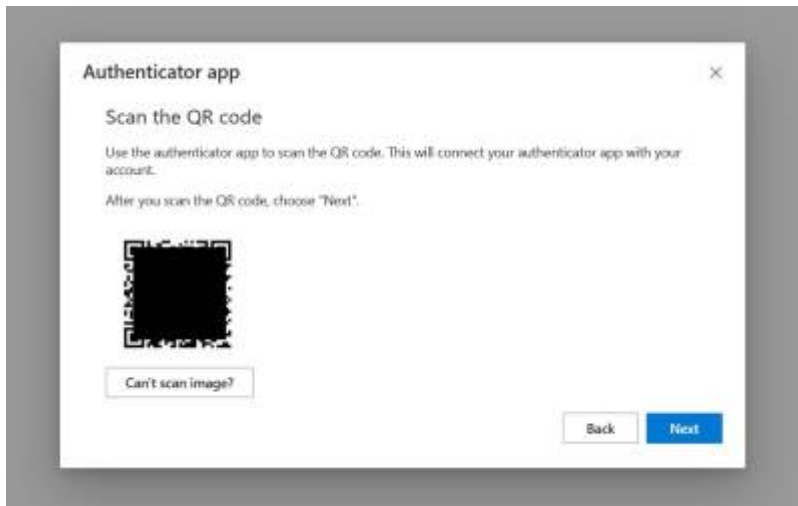 Authenticator app
Scan the QR code
Use the authenticator app to scan the QR code. This will connect your authenticator app with your
account.
After you scan the QR code, choose "Next".
Can't scan image?
Back
Next